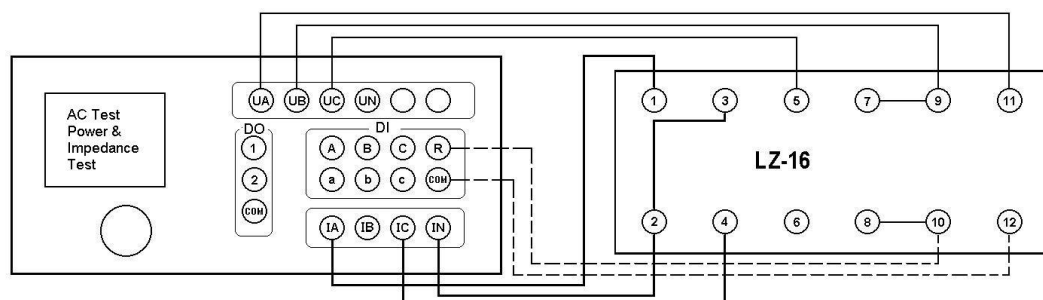 UA UB UC UN
AC Test
Power &
Impedance
Test
DO
1
2
COM
DI
A B C R
a b c COM
IA IB IC IN
1 3 5 7 9 11
LZ-16
2 4 6 8 10 12